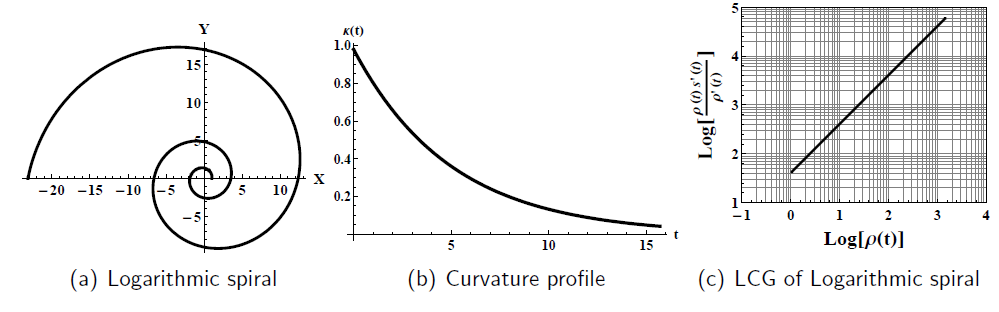 Y
15
10
5
-5
-20 -15 -10 -5 5 10 X
κ(t)
1.0
0.8
0.6
0.4
0.2
5 10 15 t
Log[ρ(t) s'(t) / ρ'(t)]
5
4
3
2
1
-1 0 1 2 3 4
Log[ρ(t)]
(a) Logarithmic spiral
(b) Curvature profile
(c) LCG of Logarithmic spiral